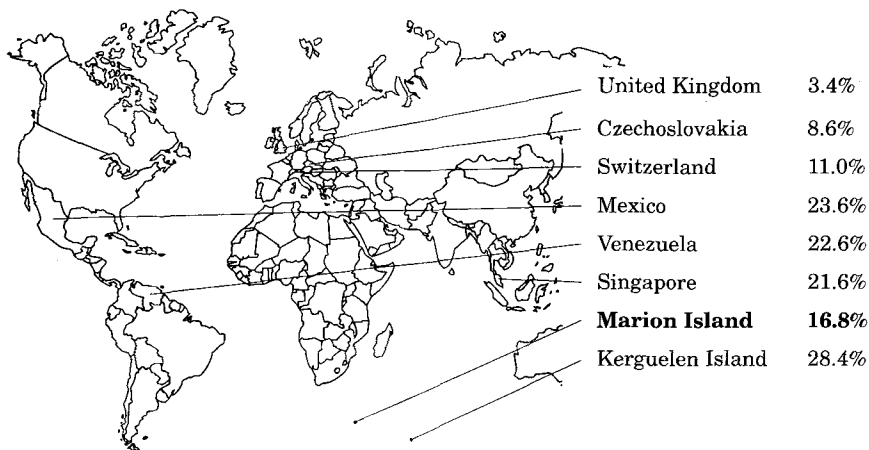 United Kingdom 3.4%
Czechoslovakia 8.6%
Switzerland 11.0%
Mexico 23.6%
Venezuela 22.6%
Singapore 21.6%
Marion Island 16.8%
Kerguelen Island 28.4%